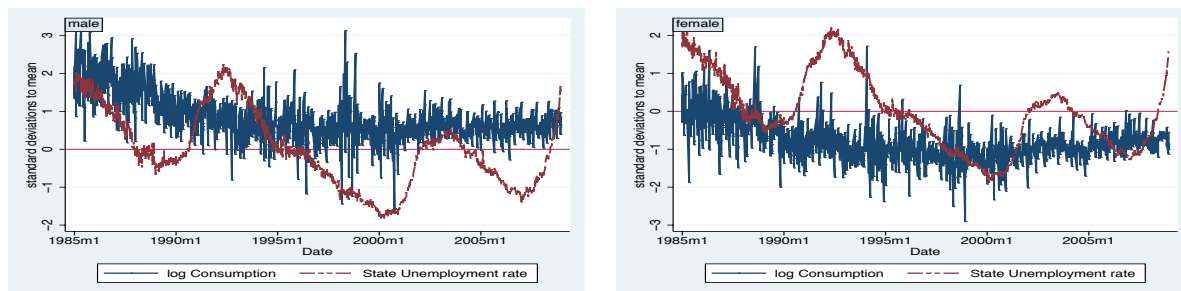 male
standard deviations to mean
3
2
1
0
−1
−2
1985m1 1990m1 1995m1 2000m1 2005m1
Date
log Consumption State Unemployment rate
female
standard deviations to mean
2
1
0
−1
−2
−3
1985m1 1990m1 1995m1 2000m1 2005m1
Date
log Consumption State Unemployment rate